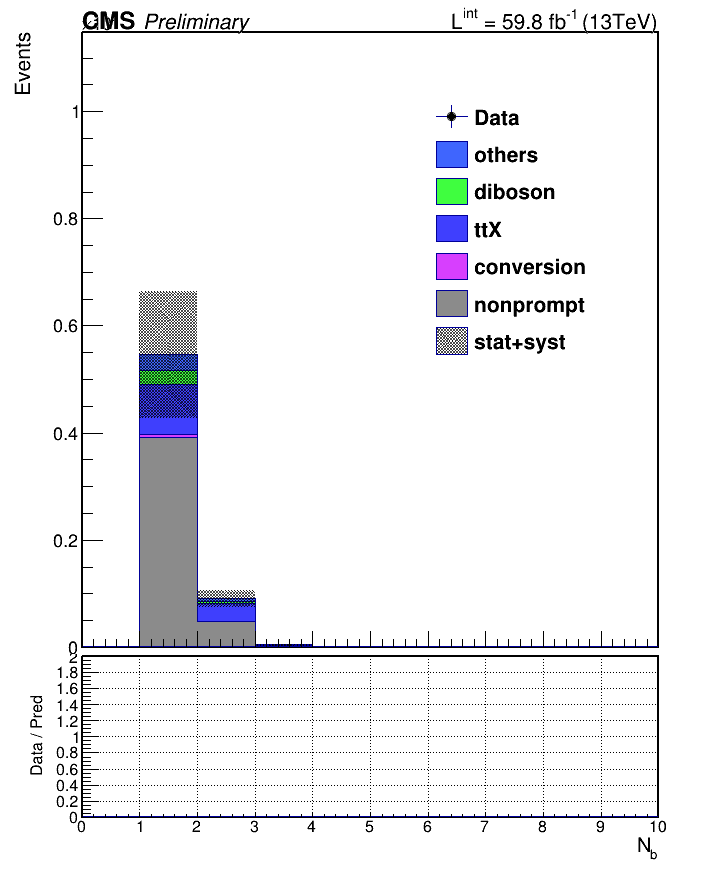 CMS Preliminary
L^int = 59.8 fb^-1 (13TeV)
Events
1
0.8
0.6
0.4
0.2
0
Data
others
diboson
ttX
conversion
nonprompt
stat+syst
Data / Pred
2
1.8
1.6
1.4
1.2
1
0.8
0.6
0.4
0.2
0
0 1 2 3 4 5 6 7 8 9 10
N_b